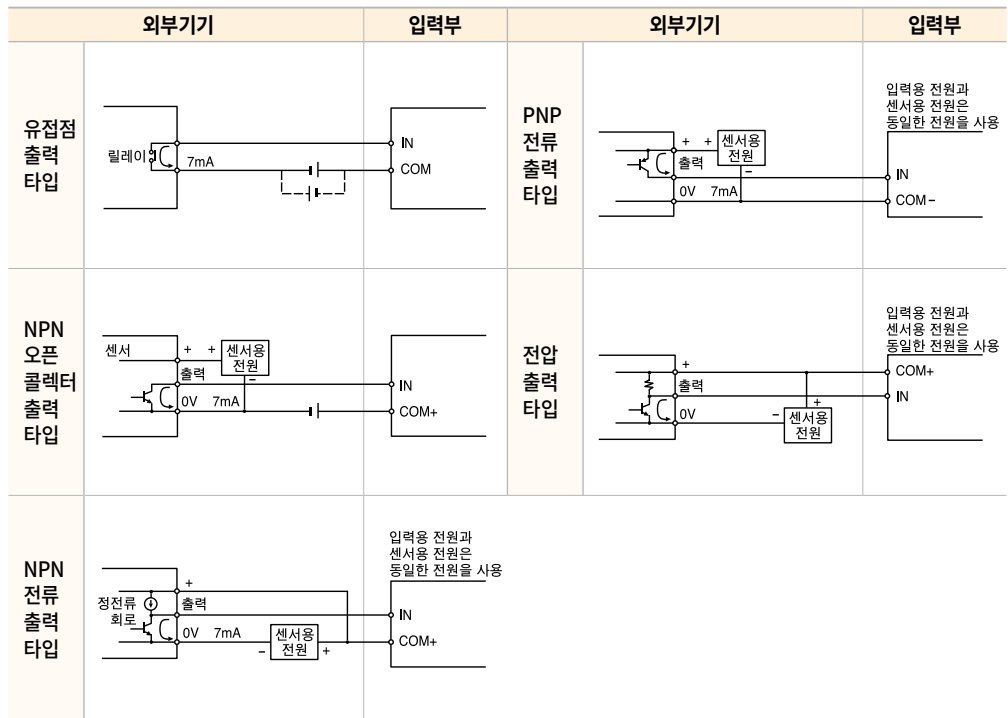 외부기기 입력부 외부기기 입력부
유접점
출력
타입
릴레이
7mA
IN
COM
PNP
전류
출력
타입
+ + 센서용
전원
출력
−
0V 7mA
입력용 전원과
센서용 전원은
동일한 전원을 사용
IN
COM−
NPN
오픈
콜렉터
출력
타입
센서
+ + 센서용
전원
출력
−
0V 7mA
IN
COM+
전압
출력
타입
+
출력
0V
+
− 센서용
전원
입력용 전원과
센서용 전원은
동일한 전원을 사용
COM+
IN
NPN
전류
출력
타입
정전류
회로
+
출력
0V 7mA
− 센서용
전원 +
입력용 전원과
센서용 전원은
동일한 전원을 사용
IN
COM+